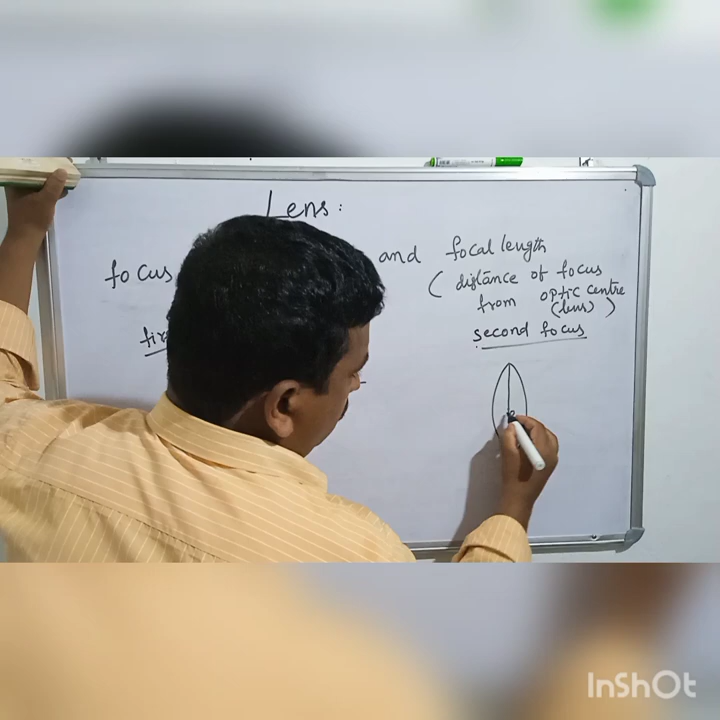 Lens:
focus and focal length
( distance of focus
from optic centre
(lens) )
second focus
InShOt